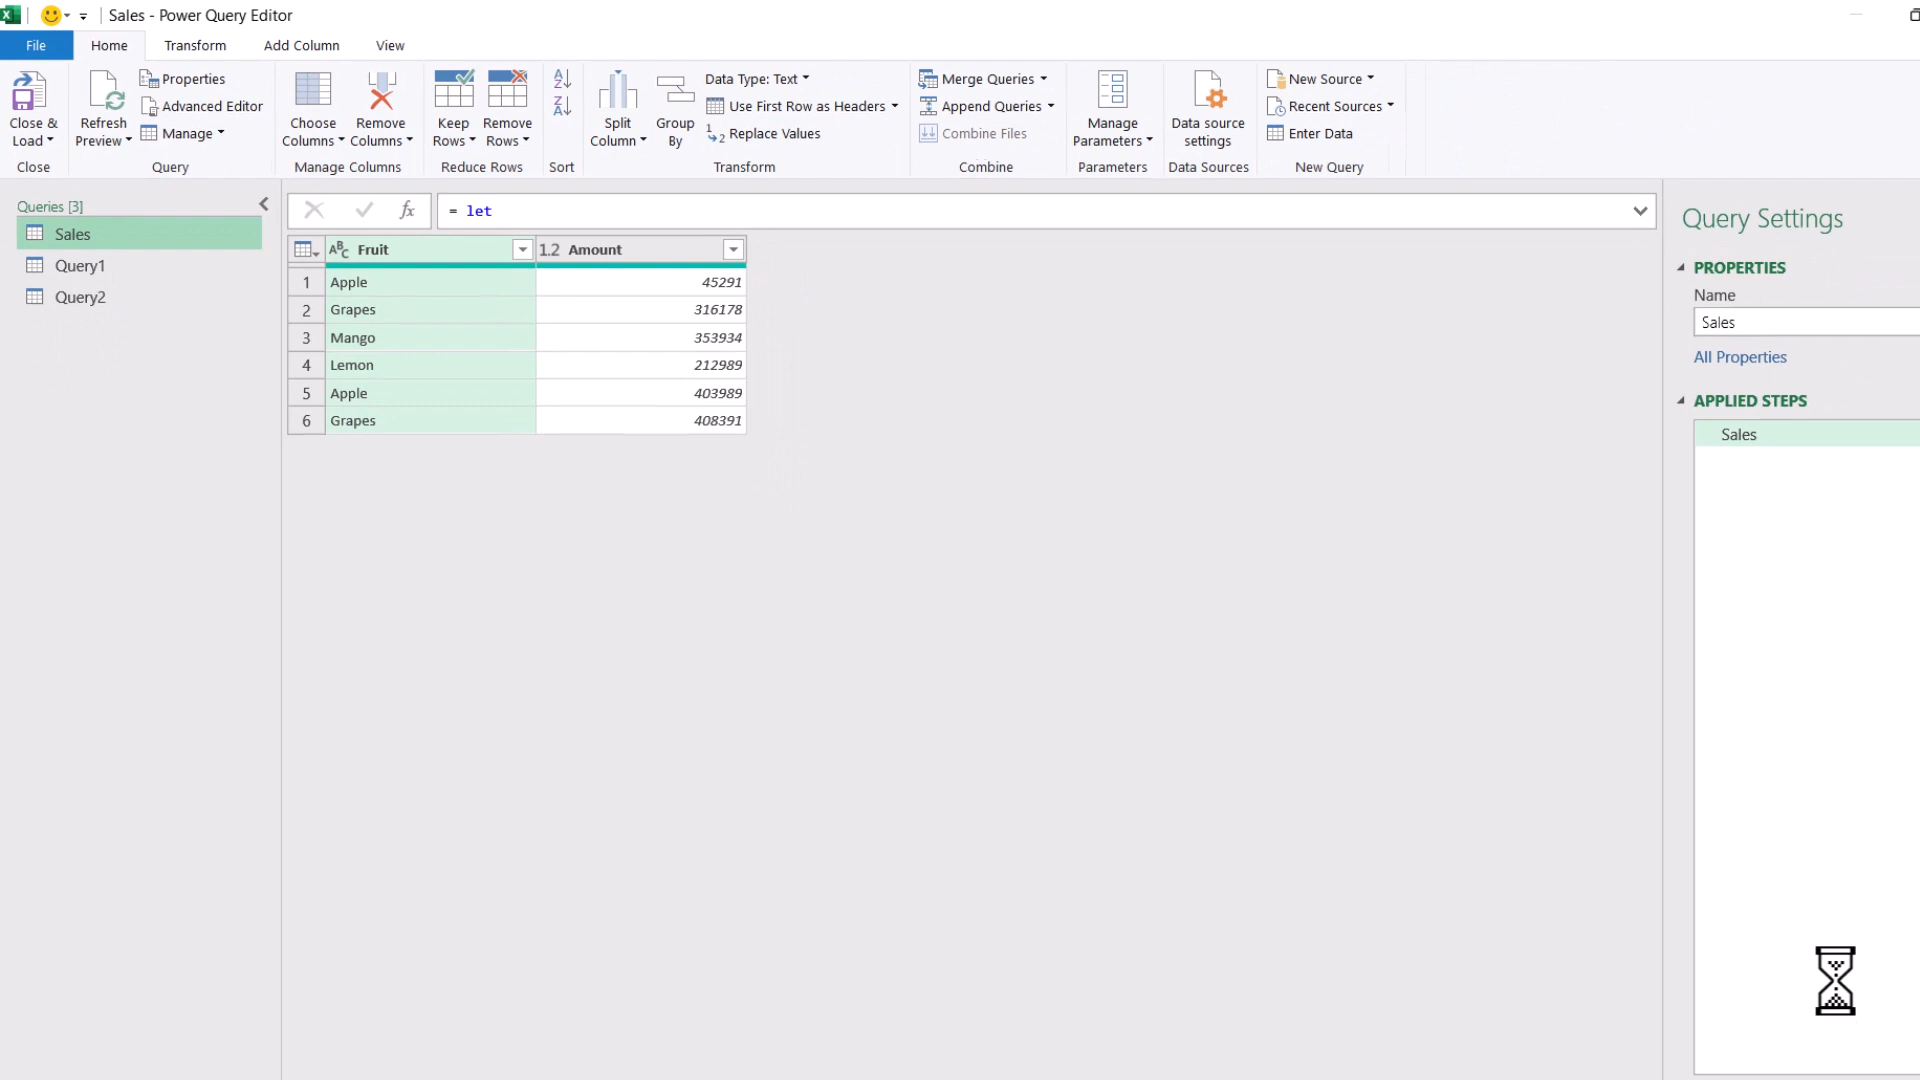 Sales - Power Query Editor
File Home Transform Add Column View
Close & Load
Close
Refresh Preview
Properties
Advanced Editor
Manage
Query
Choose Columns
Remove Columns
Manage Columns
Keep Rows
Remove Rows
Reduce Rows
Sort
Split Column
Group By
Data Type: Text
Use First Row as Headers
Replace Values
Transform
Merge Queries
Append Queries
Combine Files
Combine
Manage Parameters
Parameters
Data source settings
Data Sources
New Source
Recent Sources
Enter Data
New Query
Queries [3]
Sales
Query1
Query2
fx = let
ABC Fruit 1.2 Amount
1 Apple 45291
2 Grapes 316178
3 Mango 353934
4 Lemon 212989
5 Apple 403989
6 Grapes 408391
Query Settings
PROPERTIES
Name
Sales
All Properties
APPLIED STEPS
Sales